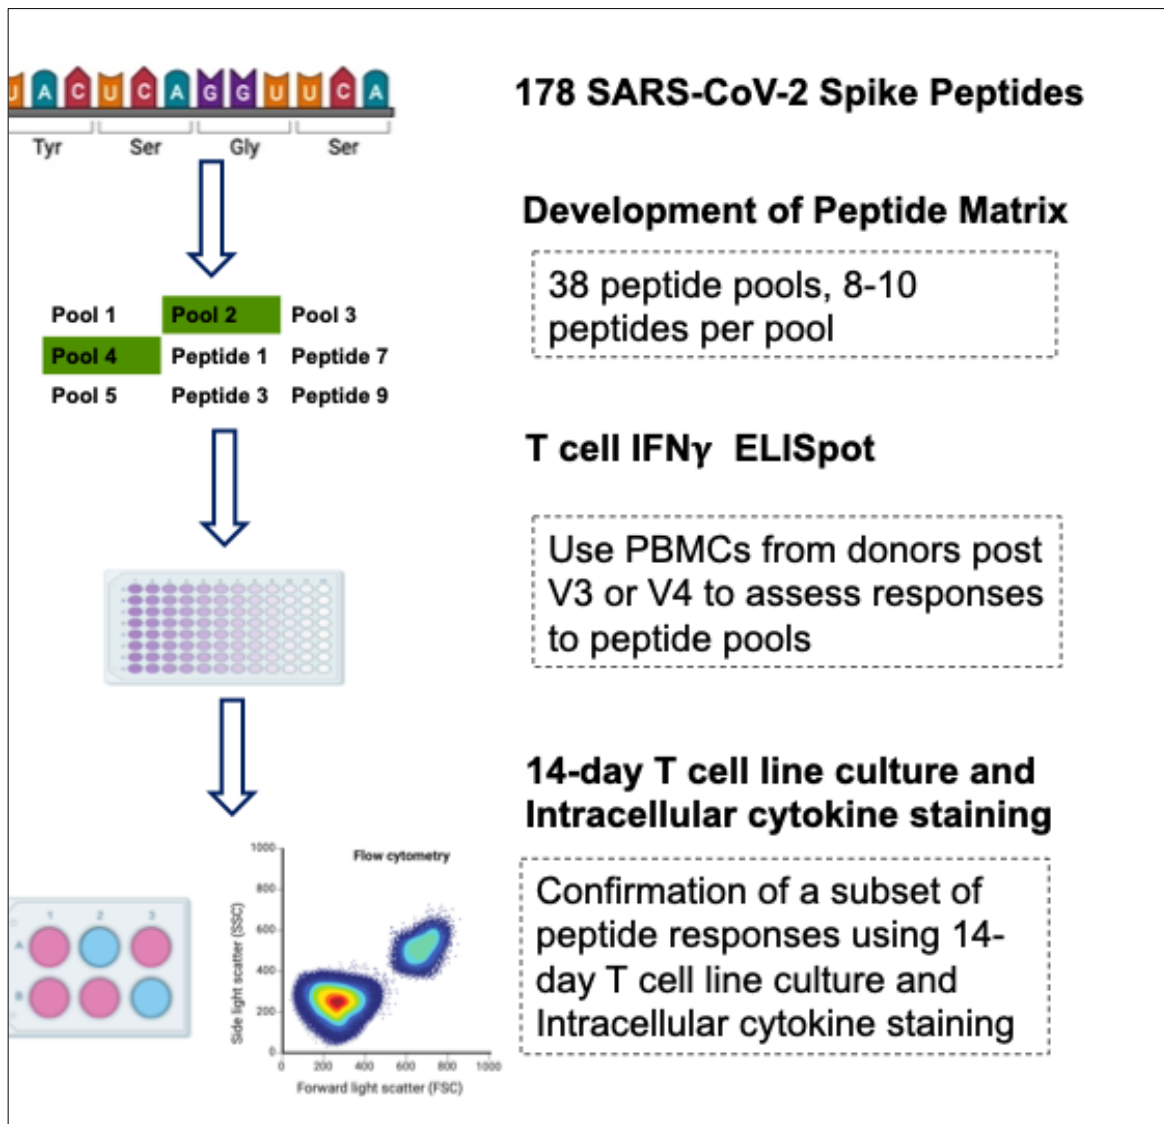 U A C U C A G G U U C A
Tyr Ser Gly Ser
178 SARS-CoV-2 Spike Peptides
Development of Peptide Matrix
38 peptide pools, 8-10
peptides per pool
Pool 1 Pool 2 Pool 3
Pool 4 Peptide 1 Peptide 7
Pool 5 Peptide 3 Peptide 9
T cell IFNγ ELISpot
Use PBMCs from donors post
V3 or V4 to assess responses
to peptide pools
14-day T cell line culture and
Intracellular cytokine staining
Confirmation of a subset of
peptide responses using 14-
day T cell line culture and
Intracellular cytokine staining
1 2 3
A
B
Flow cytometry
Side light scatter (SSC)
1000
800
600
400
200
0
0 200 400 600 800 1000
Forward light scatter (FSC)